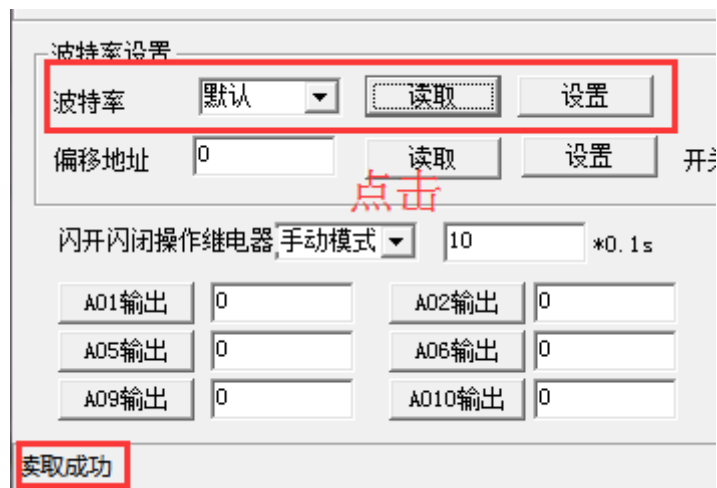 波特率设置
波特率 默认 读取 设置
偏移地址 0 读取 设置 开关
点击
闪开闪闭操作继电器 手动模式 10 *0.1s
A01输出 0 A02输出 0
A05输出 0 A06输出 0
A09输出 0 A010输出 0
读取成功